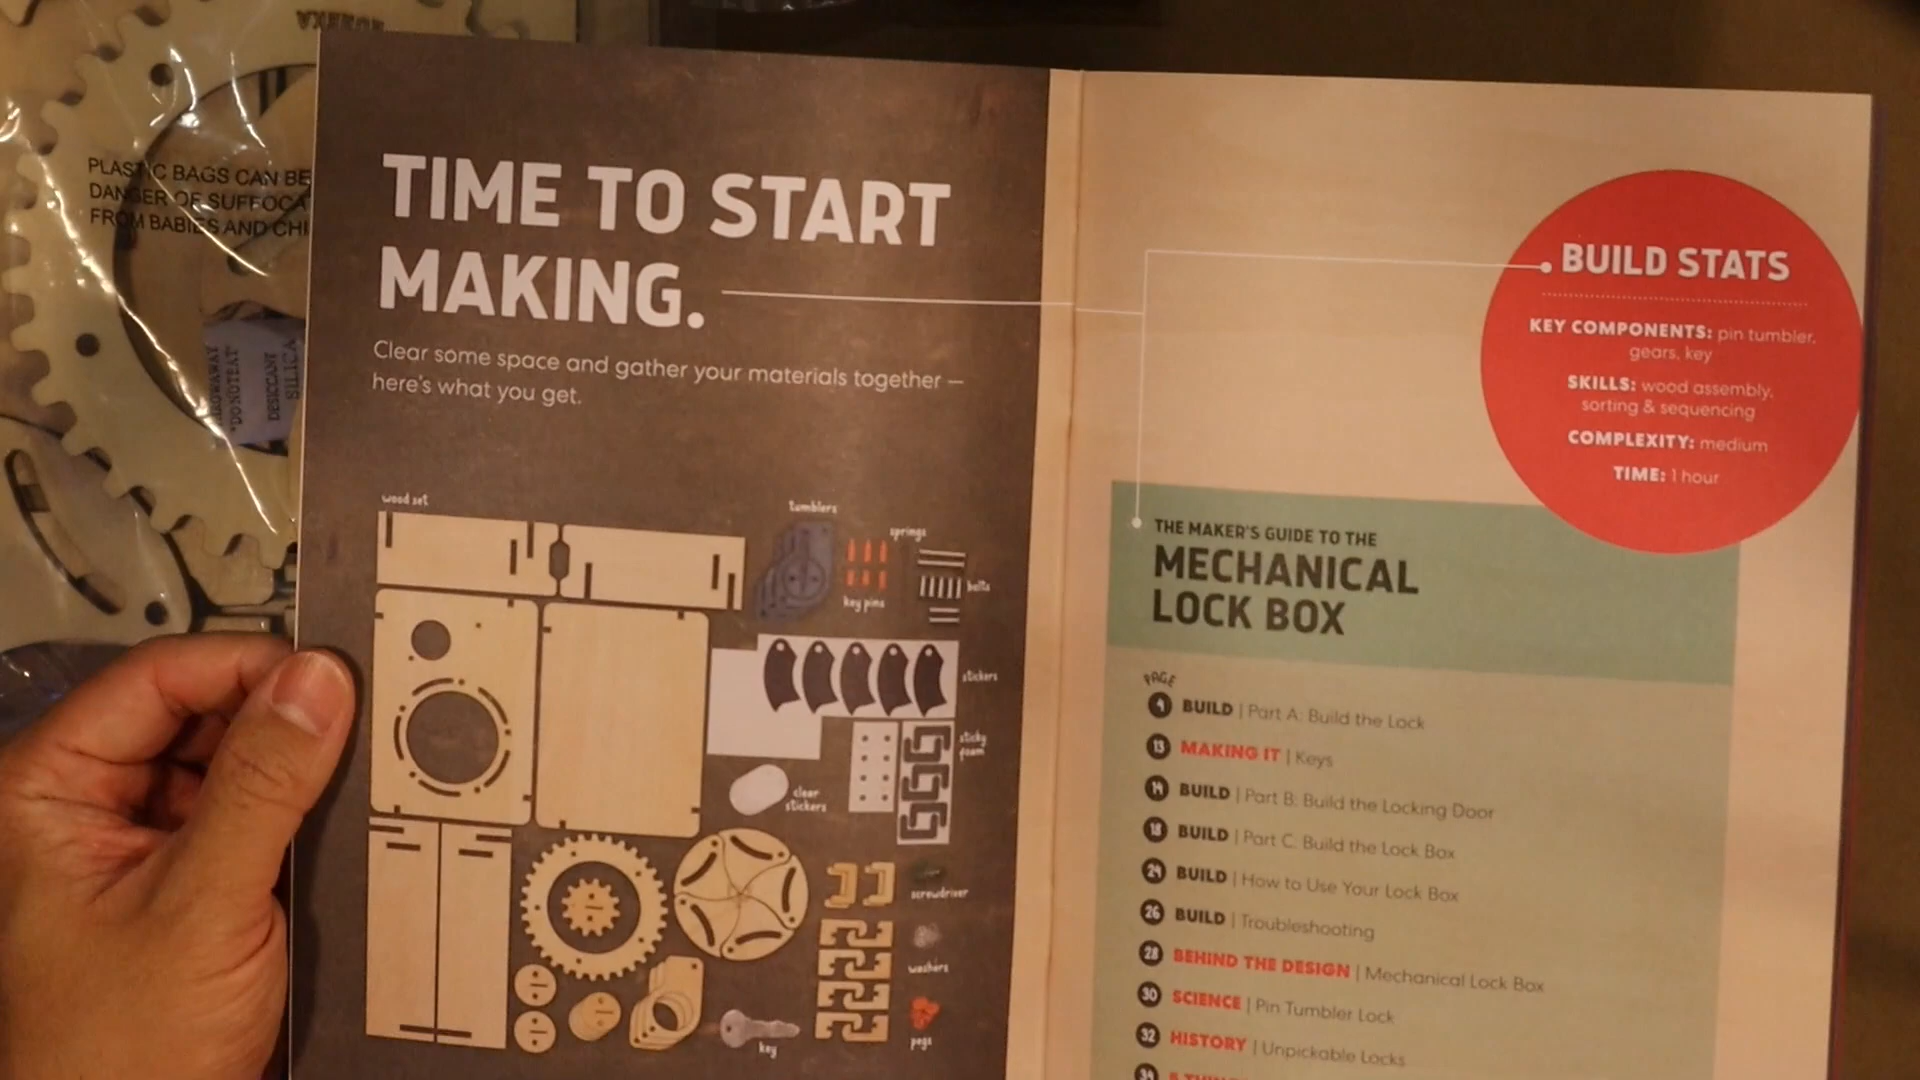 PLASTIC BAGS CAN BE
DANGER OF SUFFOCA
FROM BABIES AND CHI
"DO NOT EAT"
DESICCANT
SILICA
TIME TO START
MAKING.
Clear some space and gather your materials together —
here's what you get.
wood set
tumblers
springs
key pins
bolts
stickers
sticky
foam
clear
stickers
screwdriver
washers
key
pegs
BUILD STATS
KEY COMPONENTS: pin tumbler,
gears, key
SKILLS: wood assembly,
sorting & sequencing
COMPLEXITY: medium
TIME: 1 hour
THE MAKER'S GUIDE TO THE
MECHANICAL
LOCK BOX
PAGE
4 BUILD | Part A: Build the Lock
13 MAKING IT | Keys
14 BUILD | Part B: Build the Locking Door
18 BUILD | Part C: Build the Lock Box
24 BUILD | How to Use Your Lock Box
26 BUILD | Troubleshooting
28 BEHIND THE DESIGN | Mechanical Lock Box
30 SCIENCE | Pin Tumbler Lock
32 HISTORY | Unpickable Locks
34